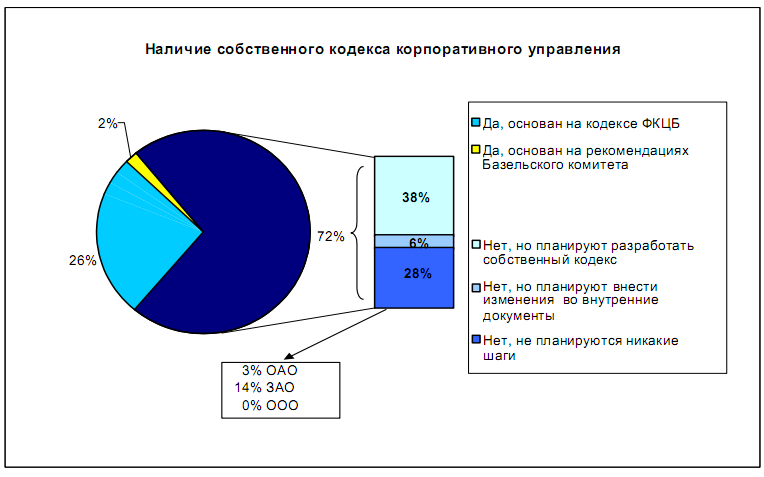 Наличие собственного кодекса корпоративного управления
2%
26%
72%
38%
6%
28%
3% ОАО
14% ЗАО
0% ООО
Да, основан на кодексе ФКЦБ
Да, основан на рекомендациях
Базельского комитета
Нет, но планируют разработать
собственный кодекс
Нет, но планируют внести
изменения во внутренние
документы
Нет, не планируются никакие
шаги